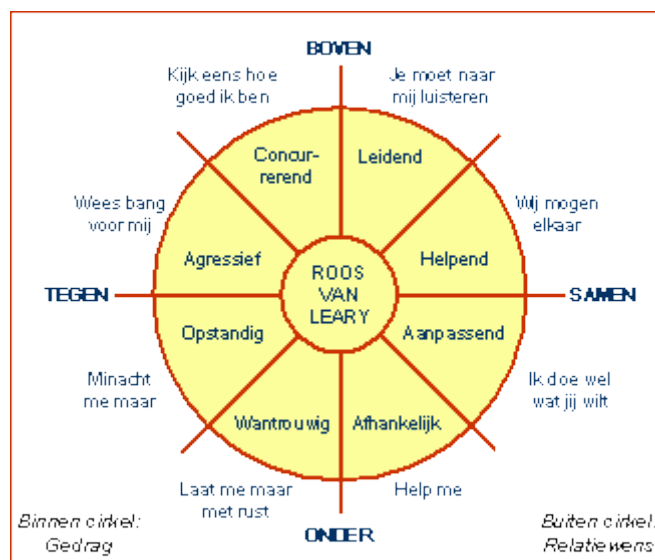 BOVEN
Kijk eens hoe
goed ik ben
Je moet naar
mij luisteren
Concur-
rerend
Leidend
Wees bang
voor mij
Wij mogen
elkaar
Agressief
Helpend
ROOS
VAN
LEARY
TEGEN
SAMEN
Opstandig
Aanpassend
Minacht
me maar
Ik doe wel
wat jij wilt
Wantrouwig
Afhankelijk
Laat me maar
met rust
Help me
Binnen cirkel:
Gedrag
ONDER
Buiten cirkel:
Relatiewens